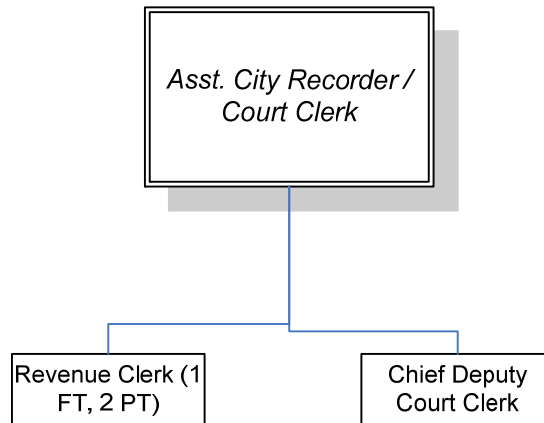 Asst. City Recorder /
Court Clerk
Revenue Clerk (1
FT, 2 PT)
Chief Deputy
Court Clerk